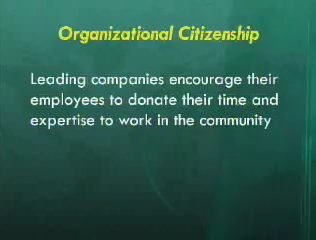 Organizational Citizenship
Leading companies encourage their
employees to donate their time and
expertise to work in the community